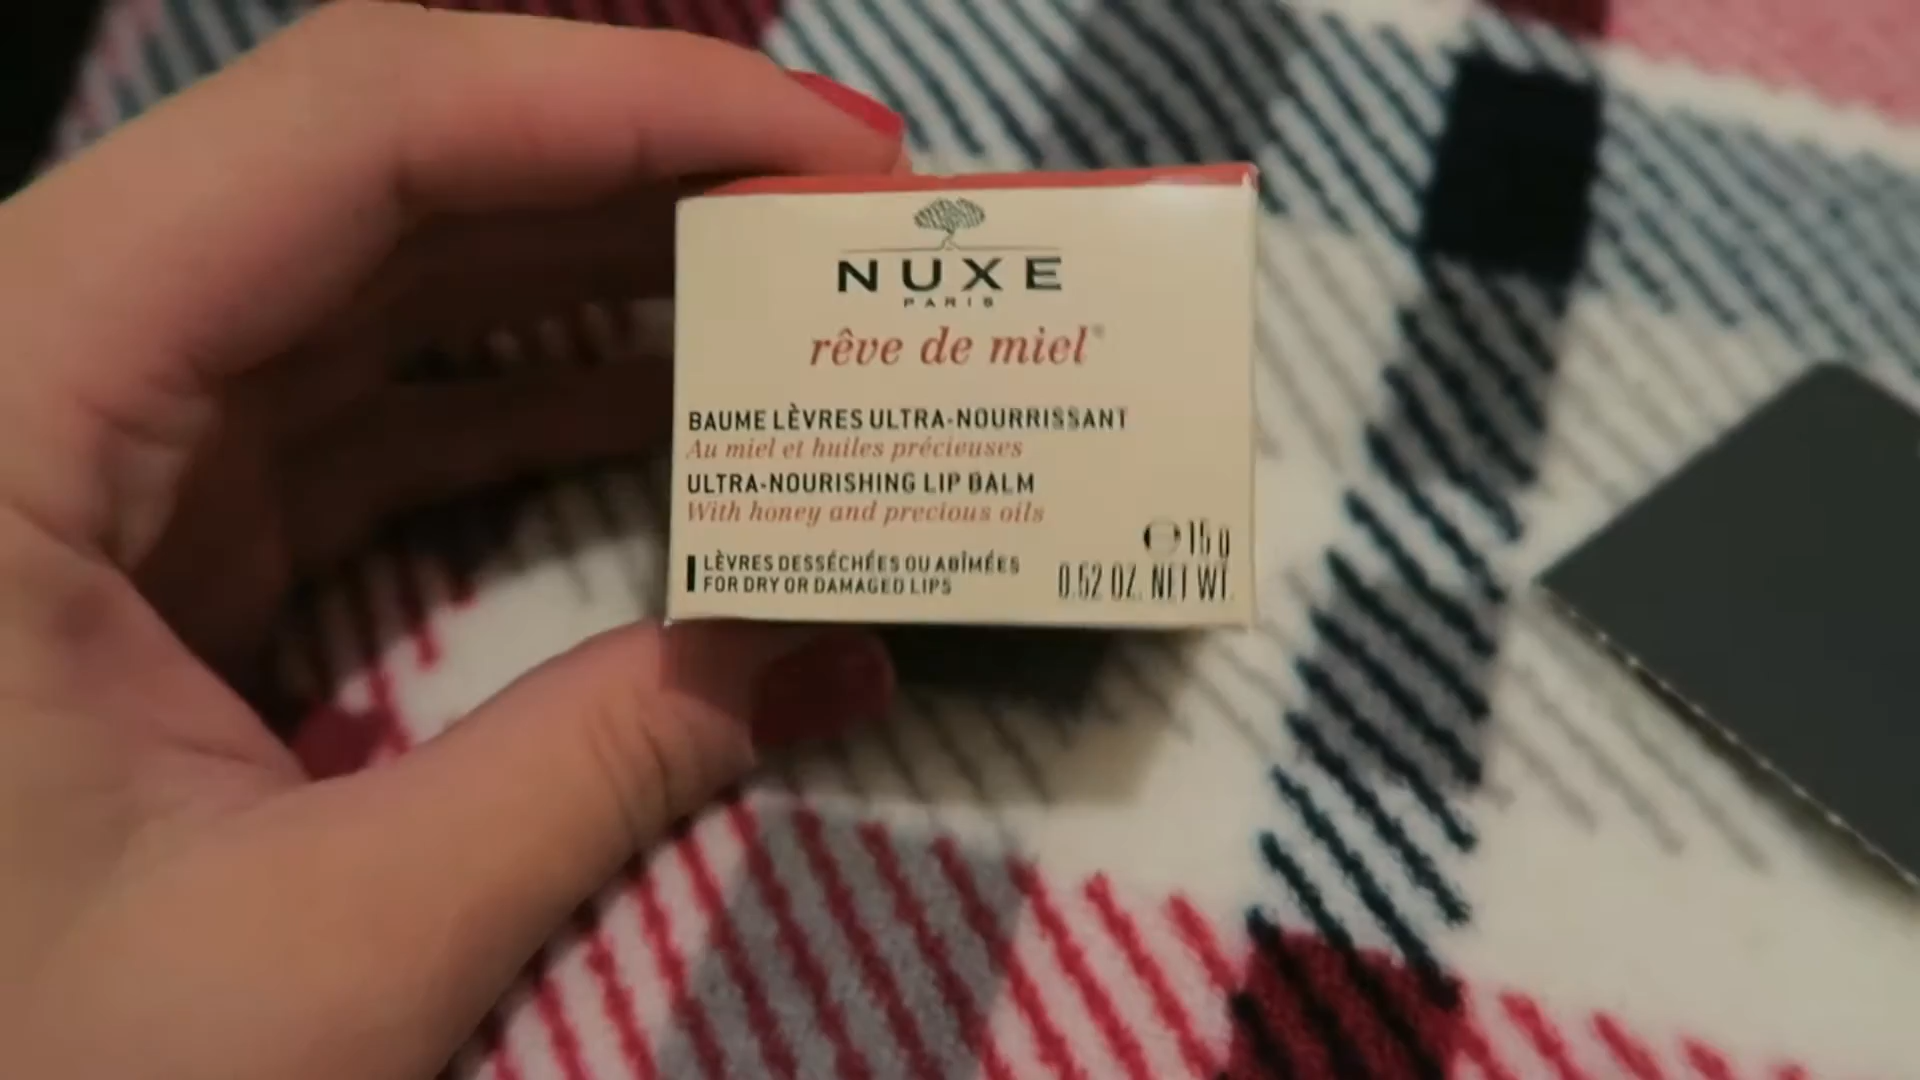 NUXE
PARIS
rêve de miel®
BAUME LÈVRES ULTRA-NOURRISSANT
Au miel et huiles précieuses
ULTRA-NOURISHING LIP BALM
With honey and precious oils
LÈVRES DESSÉCHÉES OU ABÎMÉES
FOR DRY OR DAMAGED LIPS
℮ 15 g
0.52 OZ. NET WT.